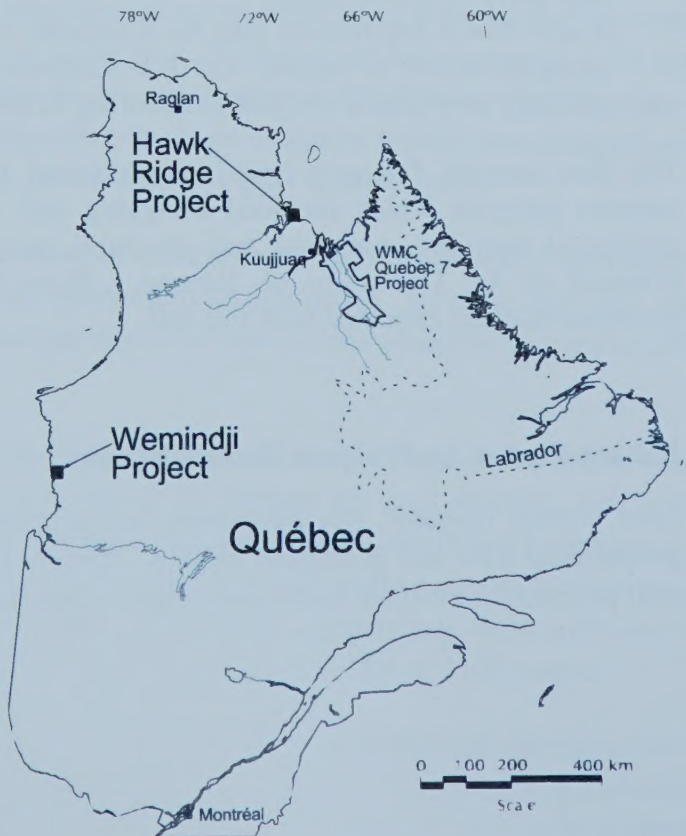 78°W 72°W 66°W 60°W
Raglan
Hawk
Ridge
Project
Kuujjuaq
WMC
Quebec 7
Project
Wemindji
Project
Labrador
Québec
0 100 200 400 km
Scale
Montréal